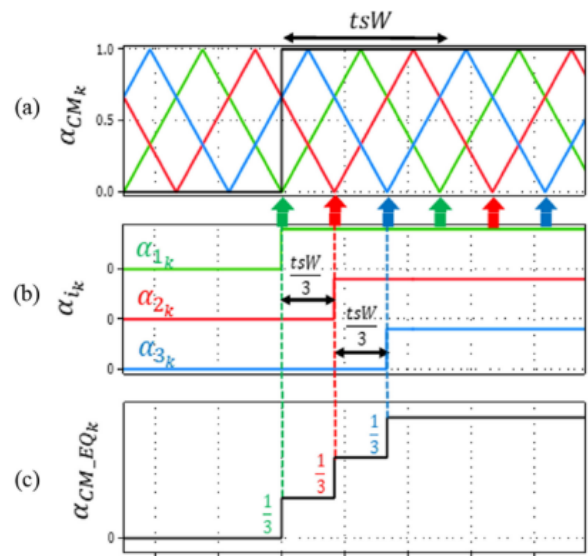 tsW
(a)
α_CM_k
1.0
0.5
0.0
(b)
α_i_k
α_1_k
0
tsW/3
α_2_k
0
tsW/3
α_3_k
0
(c)
α_CM_EQ_k
1/3
1/3
1/3
0